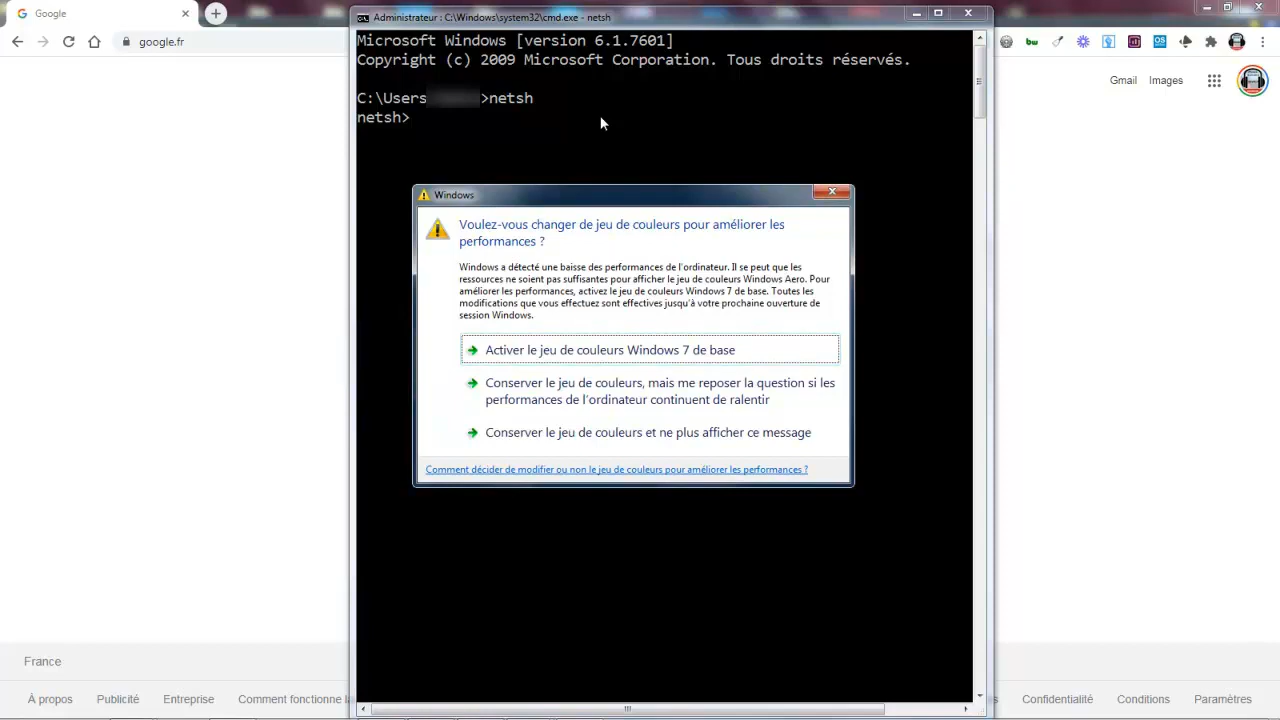 Google
Administrateur : C:\Windows\system32\cmd.exe - netsh
google.fr
Microsoft Windows [version 6.1.7601]
Copyright (c) 2009 Microsoft Corporation. Tous droits réservés.
Gmail Images
C:\Users >netsh
netsh>
Windows
Voulez-vous changer de jeu de couleurs pour améliorer les
performances ?
Windows a détecté une baisse des performances de l'ordinateur. Il se peut que les
ressources ne soient pas suffisantes pour afficher le jeu de couleurs Windows Aero. Pour
améliorer les performances, activez le jeu de couleurs Windows 7 de base. Toutes les
modifications que vous effectuez sont effectives jusqu'à votre prochaine ouverture de
session Windows.
Activer le jeu de couleurs Windows 7 de base
Conserver le jeu de couleurs, mais me reposer la question si les
performances de l'ordinateur continuent de ralentir
Conserver le jeu de couleurs et ne plus afficher ce message
Comment décider de modifier ou non le jeu de couleurs pour améliorer les performances ?
France
À propos Publicité Entreprise Comment fonctionne la Confidentialité Conditions Paramètres